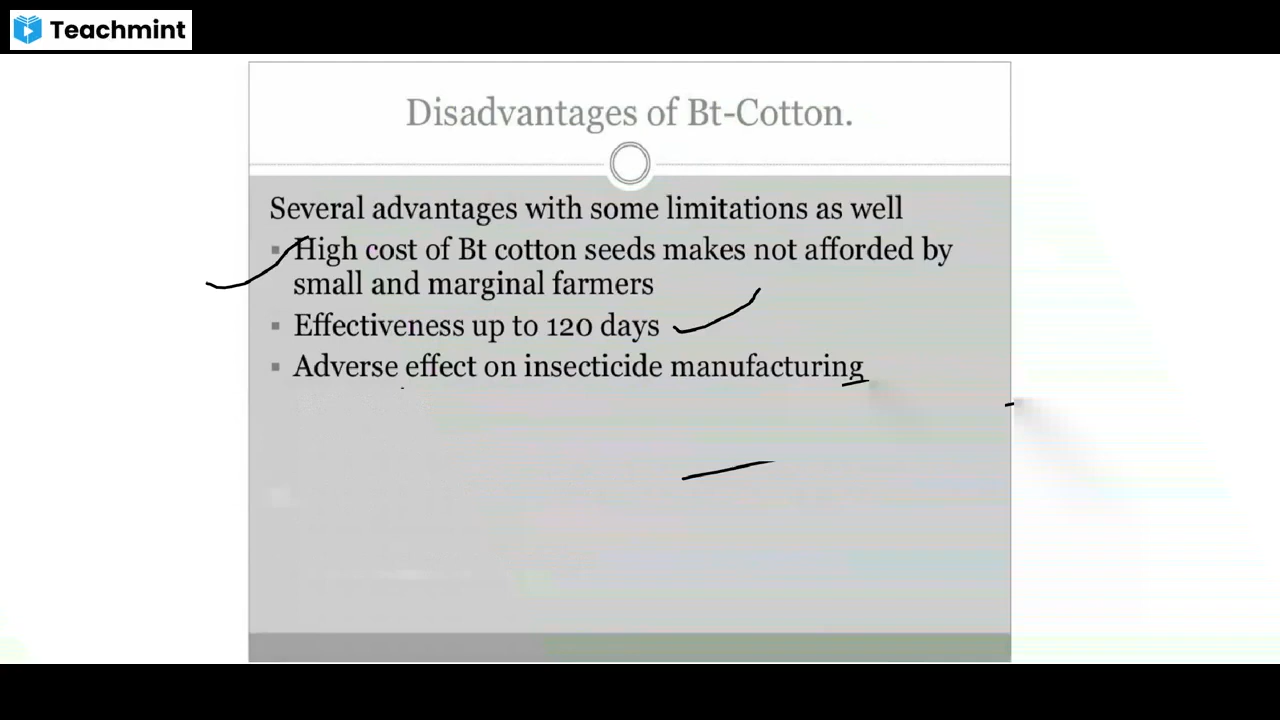 Teachmint
Disadvantages of Bt-Cotton.
Several advantages with some limitations as well
▪ High cost of Bt cotton seeds makes not afforded by
small and marginal farmers
▪ Effectiveness up to 120 days
▪ Adverse effect on insecticide manufacturing